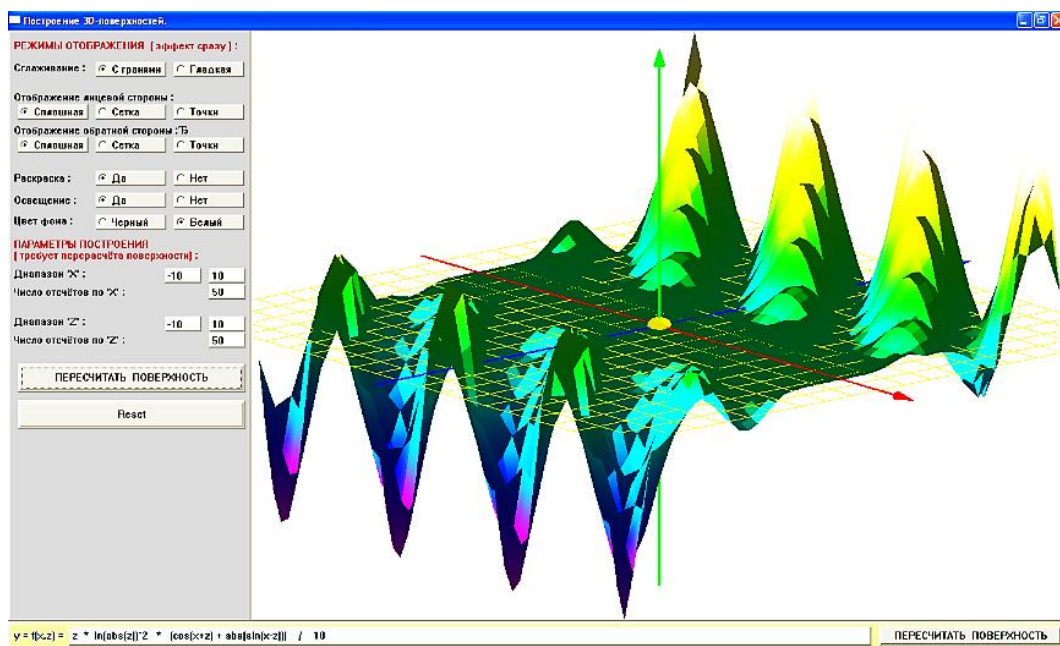 Построение 3D-поверхностей.
РЕЖИМЫ ОТОБРАЖЕНИЯ ( эффект сразу ) :
Сглаживание : С гранями Гладкая
Отображение лицевой стороны :
Сплошная Сетка Точки
Отображение обратной стороны :Ъ
Сплошная Сетка Точки
Раскраска : Да Нет
Освещение : Да Нет
Цвет фона : Черный Белый
ПАРАМЕТРЫ ПОСТРОЕНИЯ
( требует перерасчёта поверхности) :
Диапазон 'X' : -10 10
Число отсчётов по 'X' : 50
Диапазон 'Z' : -10 10
Число отсчётов по 'Z' : 50
ПЕРЕСЧИТАТЬ ПОВЕРХНОСТЬ
Reset
y = f(x,z) = z * ln(abs(z))^2 * (cos(x+z) + abs(sin(x-z))) / 10 ПЕРЕСЧИТАТЬ ПОВЕРХНОСТЬ